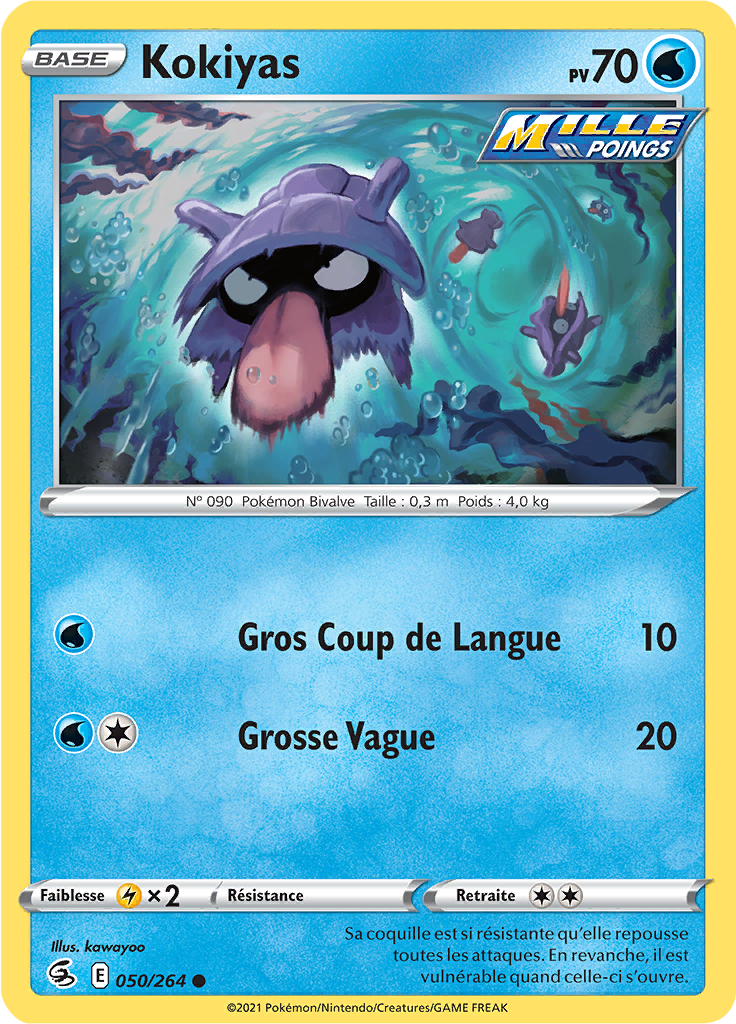 BASE Kokiyas PV70
MILLE
POINGS
N° 090 Pokémon Bivalve Taille : 0,3 m Poids : 4,0 kg
Gros Coup de Langue 10
Grosse Vague 20
Faiblesse ×2 Résistance Retraite
Illus. kawayoo
Sa coquille est si résistante qu'elle repousse
toutes les attaques. En revanche, il est
vulnérable quand celle-ci s'ouvre.
E 050/264
©2021 Pokémon/Nintendo/Creatures/GAME FREAK